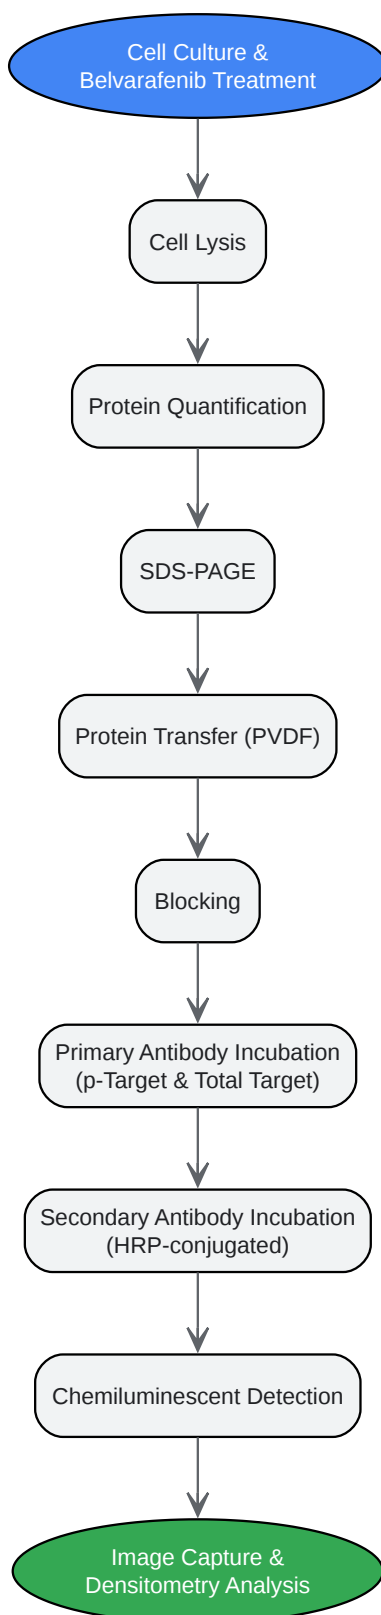 Cell Culture &
Belvarafenib Treatment
Cell Lysis
Protein Quantification
SDS-PAGE
Protein Transfer (PVDF)
Blocking
Primary Antibody Incubation
(p-Target & Total Target)
Secondary Antibody Incubation
(HRP-conjugated)
Chemiluminescent Detection
Image Capture &
Densitometry Analysis